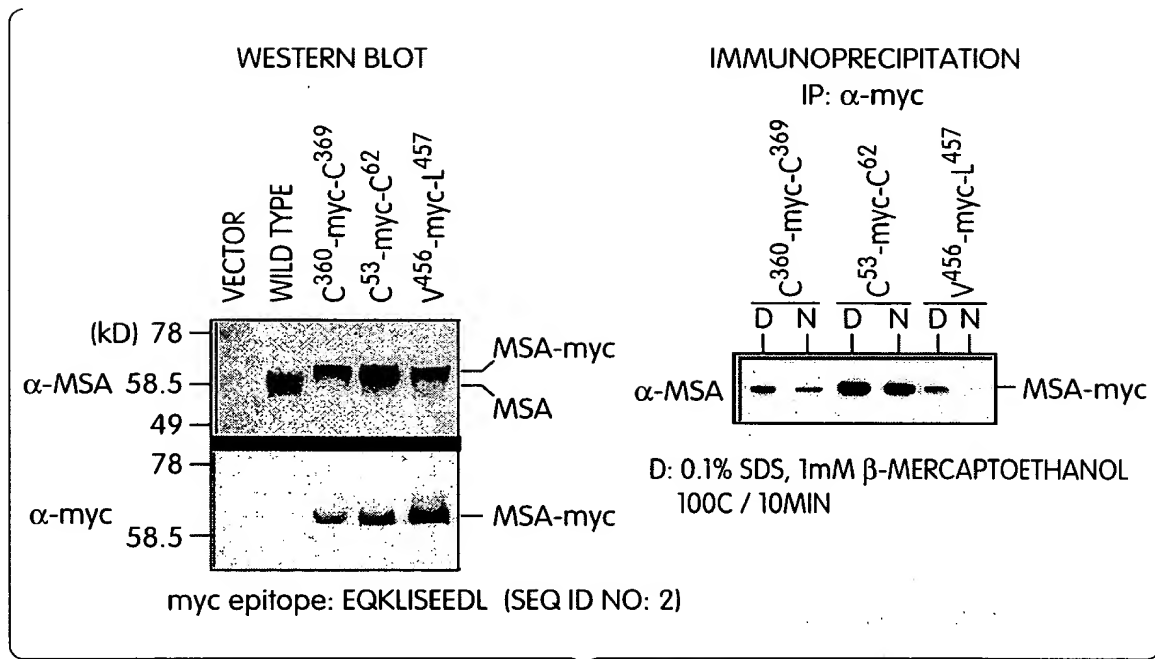 WESTERN BLOT
VECTOR
WILD TYPE
C360-myc-C369
C53-myc-C62
V456-myc-L457
(kD) 78
α-MSA 58.5
49
MSA-myc
MSA
78
α-myc
58.5
MSA-myc
myc epitope: EQKLISEEDL (SEQ ID NO: 2)
IMMUNOPRECIPITATION
IP: α-myc
C360-myc-C369
C53-myc-C62
V456-myc-L457
D N D N D N
α-MSA
MSA-myc
D: 0.1% SDS, 1mM β-MERCAPTOETHANOL
100C / 10MIN